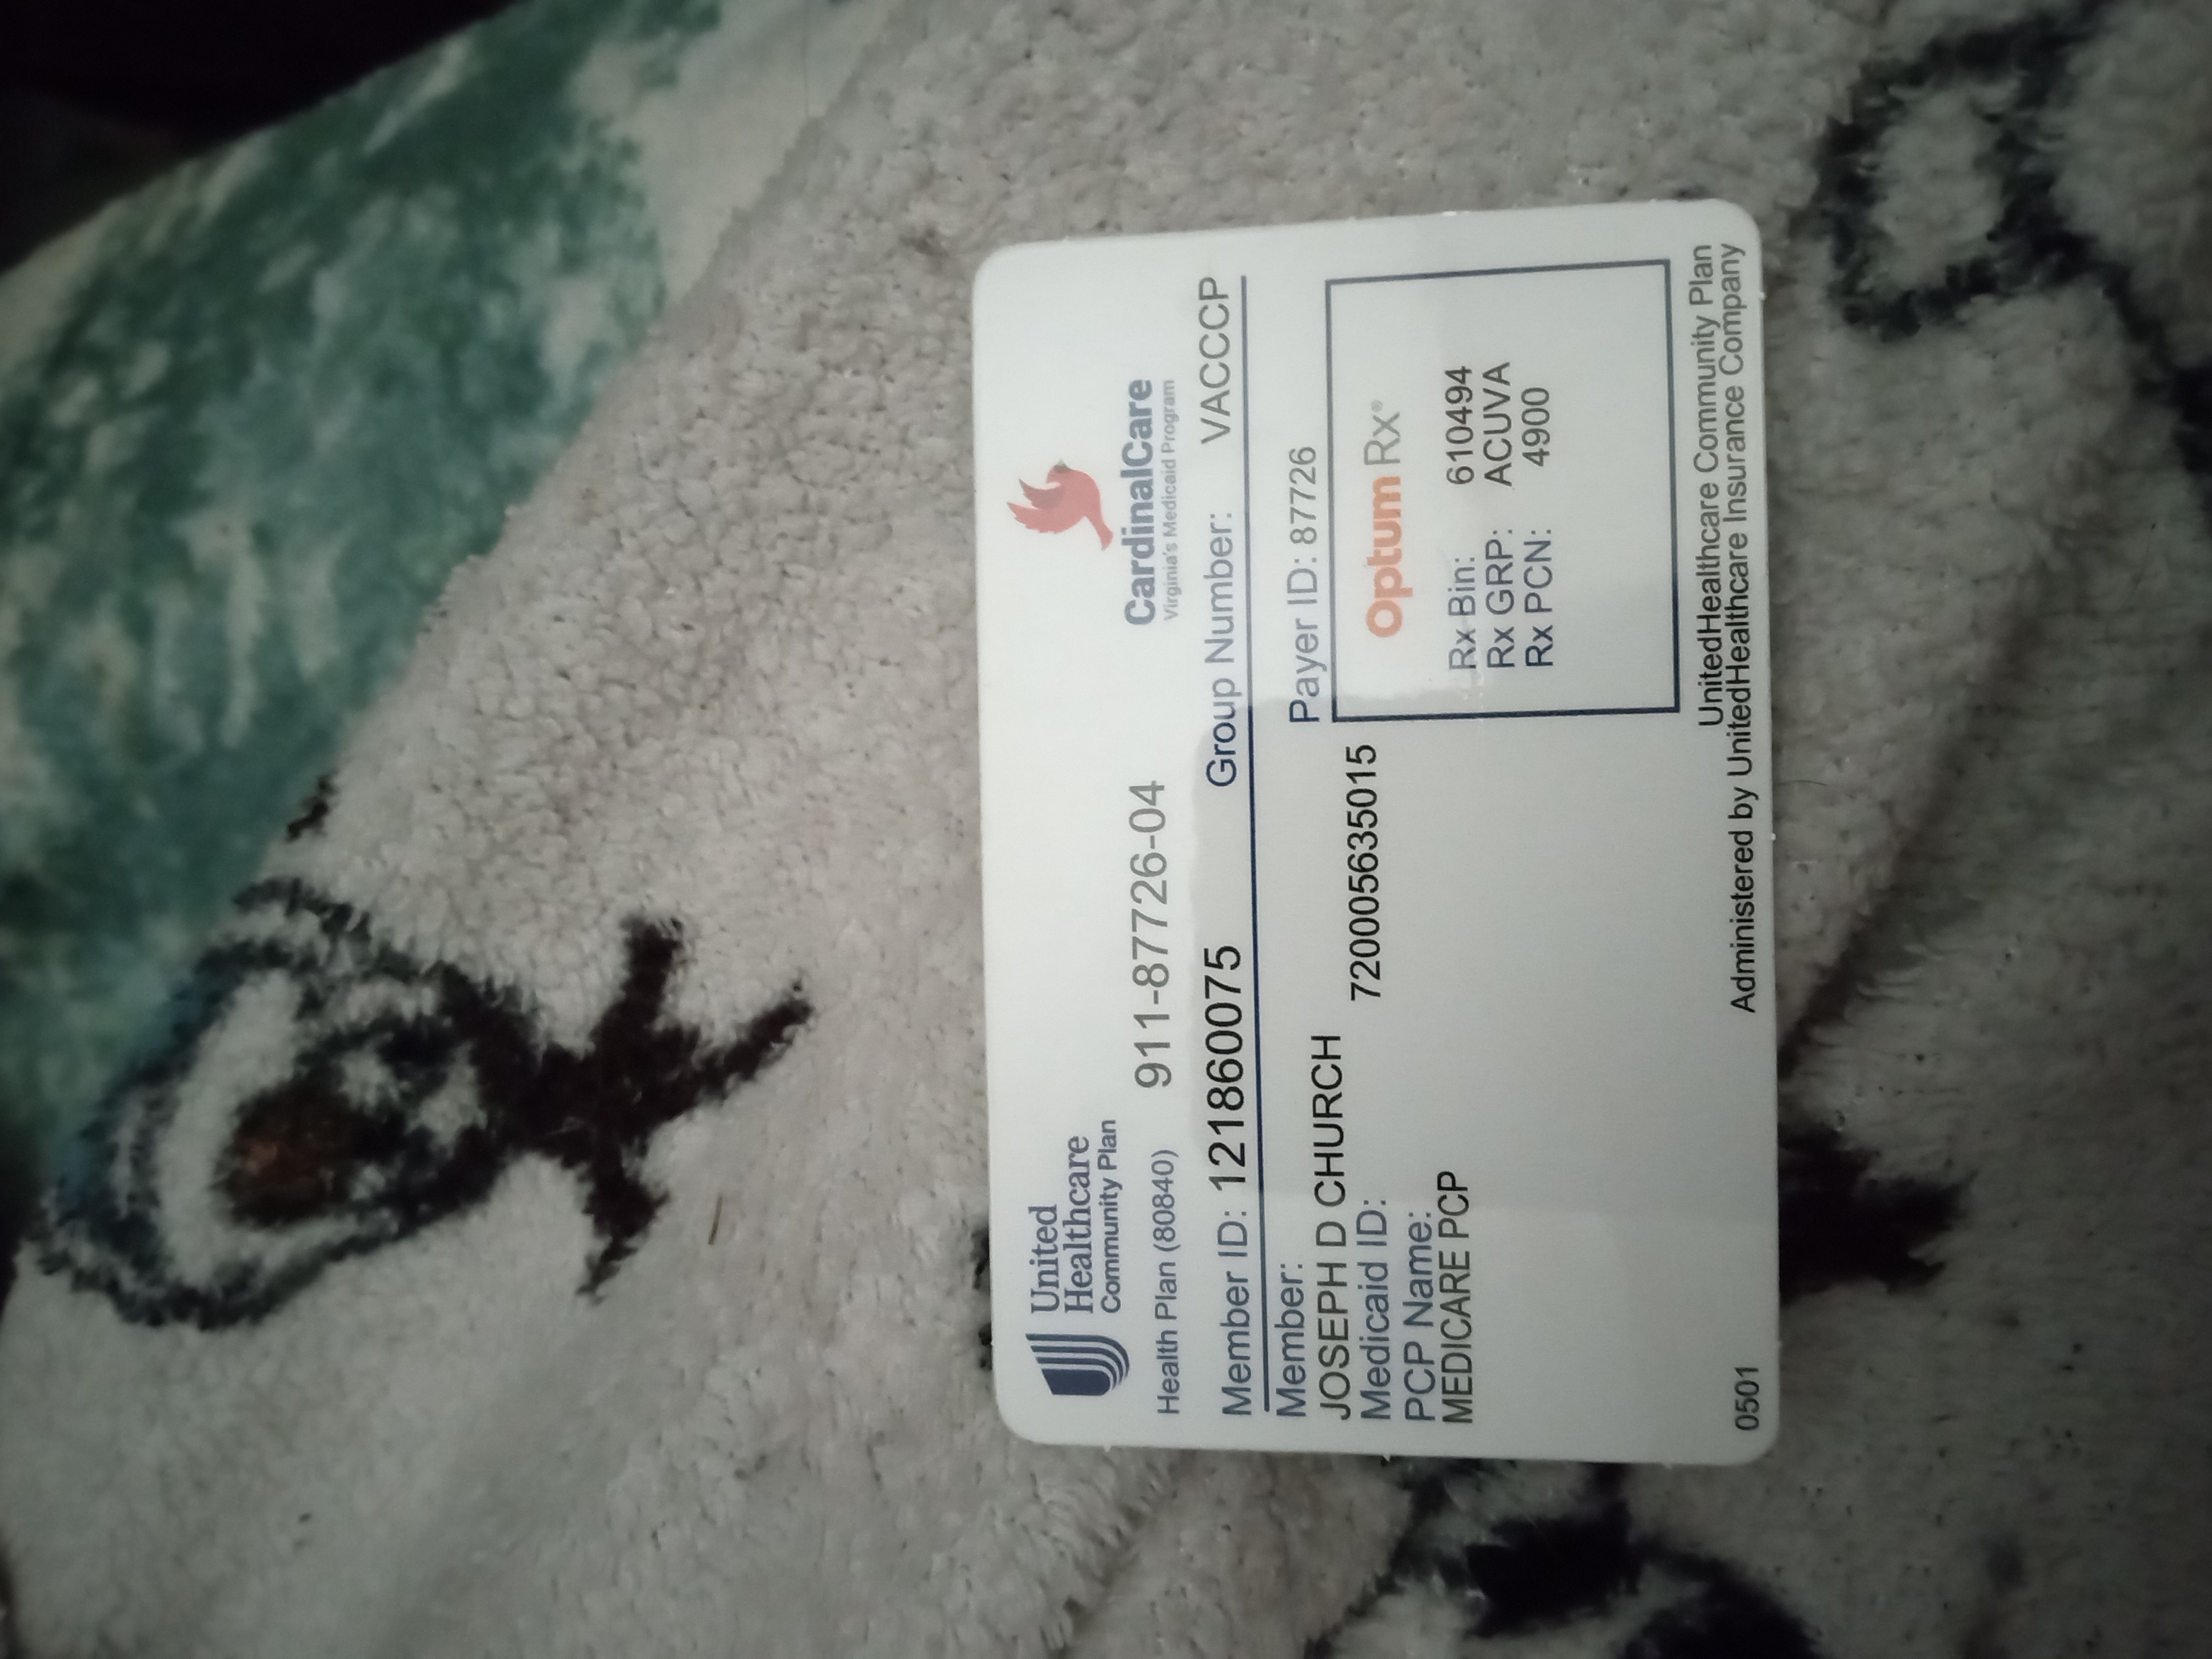 United
Healthcare
Community Plan
CardinalCare
Virginia's Medicaid Program
Health Plan (80840) 911-87726-04
Member ID: 121860075 Group Number: VACCCP
Member:
JOSEPH D CHURCH
Medicaid ID: 720005635015
PCP Name:
MEDICARE PCP
Payer ID: 87726
Optum Rx®
Rx Bin: 610494
Rx GRP: ACUVA
Rx PCN: 4900
0501
UnitedHealthcare Community Plan
Administered by UnitedHealthcare Insurance Company